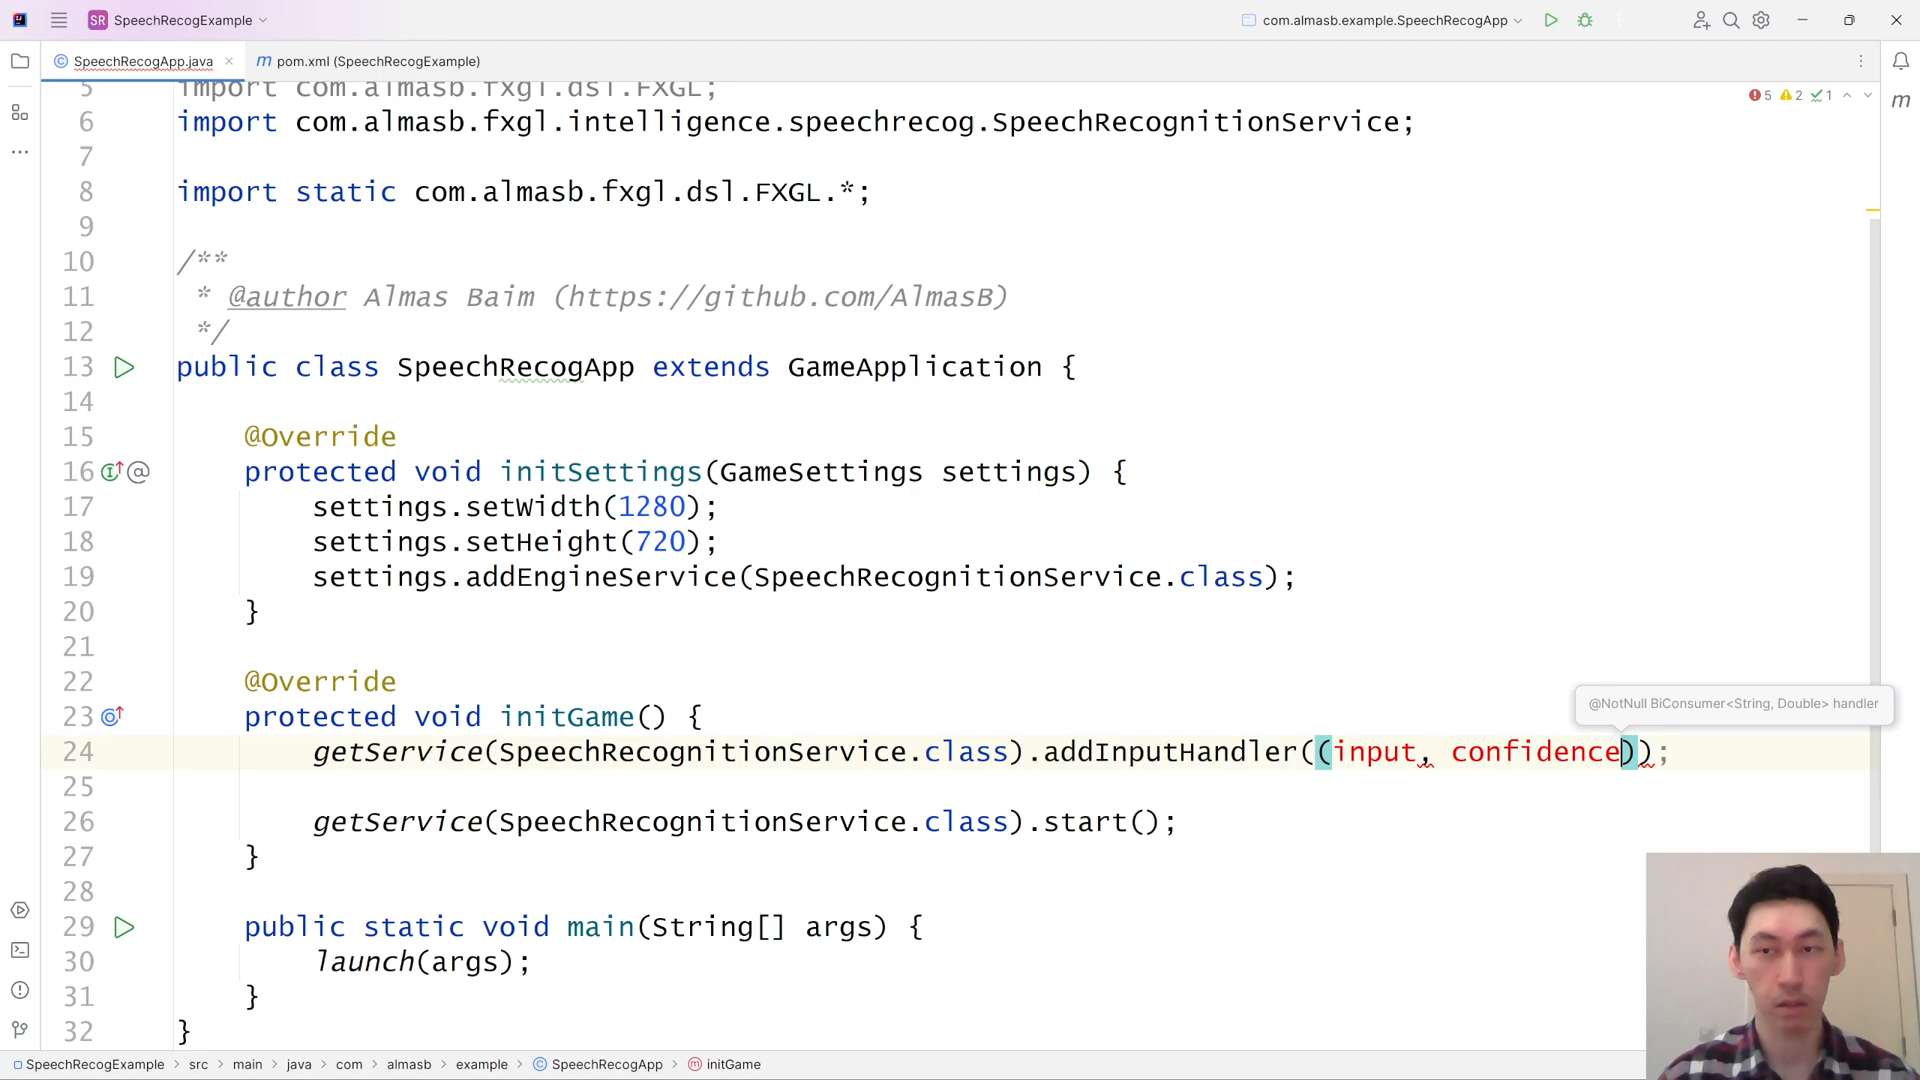 SR SpeechRecogExample
com.almasb.example.SpeechRecogApp
SpeechRecogApp.java
pom.xml (SpeechRecogExample)
5 2 1
5 import com.almasb.fxgl.dsl.FXGL;
6 import com.almasb.fxgl.intelligence.speechrecog.SpeechRecognitionService;
7
8 import static com.almasb.fxgl.dsl.FXGL.*;
9
10 /**
11 * @author Almas Baim (https://github.com/AlmasB)
12 */
13 public class SpeechRecogApp extends GameApplication {
14
15 @Override
16 protected void initSettings(GameSettings settings) {
17 settings.setWidth(1280);
18 settings.setHeight(720);
19 settings.addEngineService(SpeechRecognitionService.class);
20 }
21
22 @Override
@NotNull BiConsumer<String, Double> handler
23 protected void initGame() {
24 getService(SpeechRecognitionService.class).addInputHandler((input, confidence));
25
26 getService(SpeechRecognitionService.class).start();
27 }
28
29 public static void main(String[] args) {
30 launch(args);
31 }
32 }
SpeechRecogExample > src > main > java > com > almasb > example > SpeechRecogApp > initGame